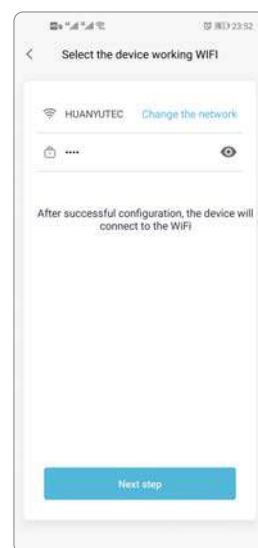 23:52
Select the device working WIFI
HUANYUTEC Change the network
••••
After successful configuration, the device will
connect to the WiFi
Next step